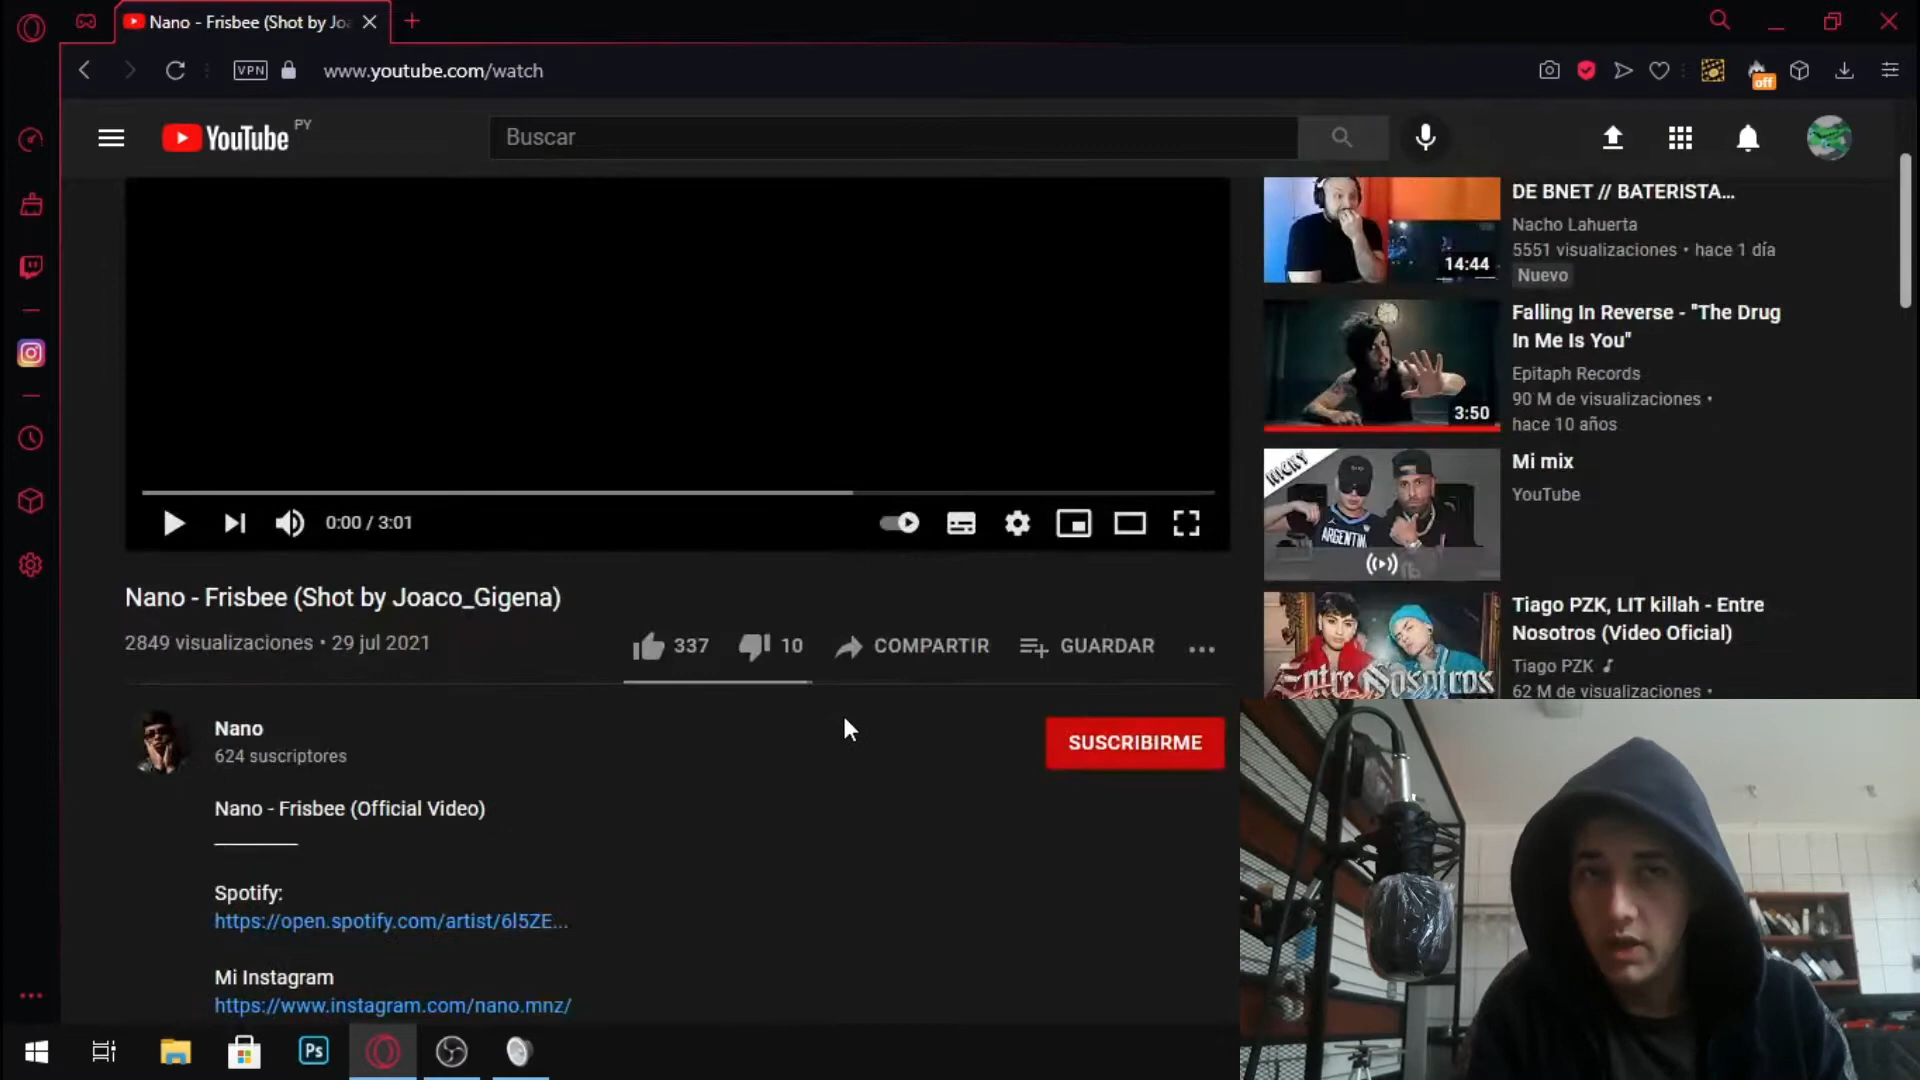 Nano - Frisbee (Shot by Jo
VPN
www.youtube.com/watch
off
YouTube PY
Buscar
DE BNET // BATERISTA...
Nacho Lahuerta
5551 visualizaciones • hace 1 día
Nuevo
14:44
Falling In Reverse - "The Drug
In Me Is You"
Epitaph Records
90 M de visualizaciones •
hace 10 años
3:50
NICKY
ARGENTIN
Mi mix
YouTube
0:00 / 3:01
Nano - Frisbee (Shot by Joaco_Gigena)
2849 visualizaciones • 29 jul 2021
337
10
COMPARTIR
GUARDAR
Entre Nosotros
Tiago PZK, LIT killah - Entre
Nosotros (Video Oficial)
Tiago PZK
62 M de visualizaciones •
Nano
624 suscriptores
SUSCRIBIRME
Nano - Frisbee (Official Video)
Spotify:
https://open.spotify.com/artist/6l5ZE...
Mi Instagram
https://www.instagram.com/nano.mnz/
Ps